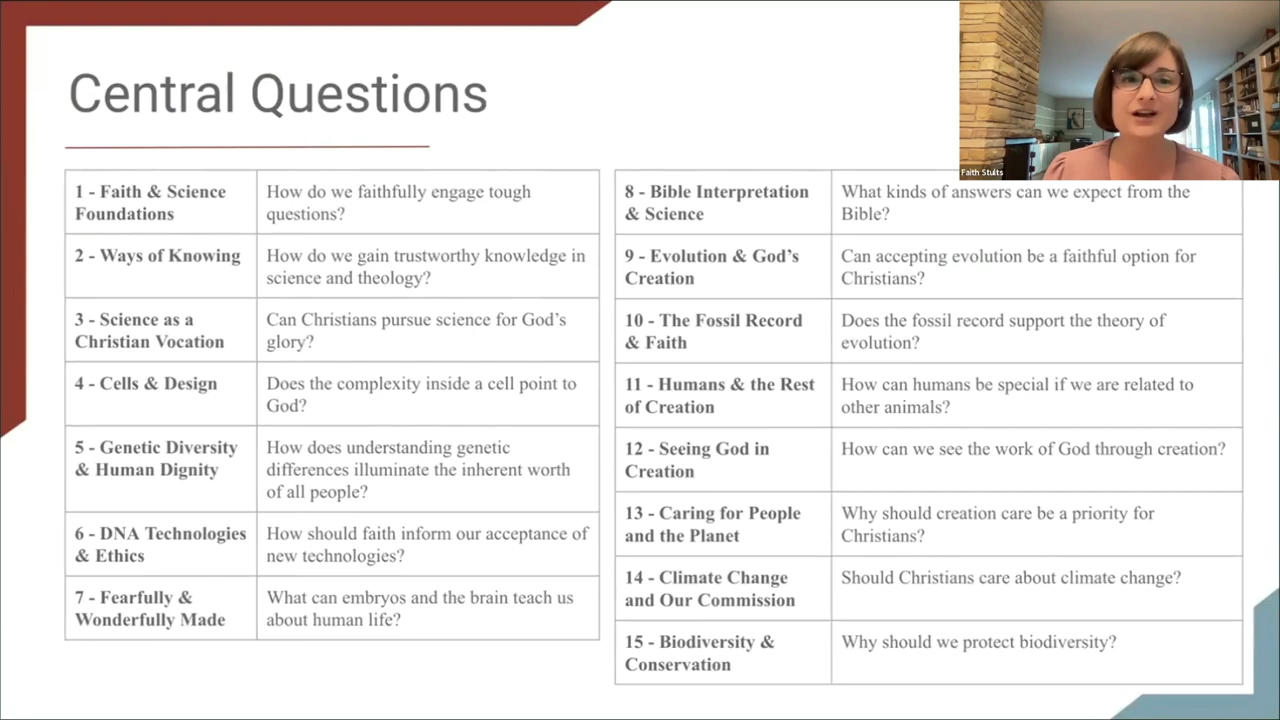 Central Questions
Faith Stults
1 - Faith & Science
Foundations
How do we faithfully engage tough
questions?
2 - Ways of Knowing
How do we gain trustworthy knowledge in
science and theology?
3 - Science as a
Christian Vocation
Can Christians pursue science for God's
glory?
4 - Cells & Design
Does the complexity inside a cell point to
God?
5 - Genetic Diversity
& Human Dignity
How does understanding genetic
differences illuminate the inherent worth
of all people?
6 - DNA Technologies
& Ethics
How should faith inform our acceptance of
new technologies?
7 - Fearfully &
Wonderfully Made
What can embryos and the brain teach us
about human life?
8 - Bible Interpretation
& Science
What kinds of answers can we expect from the
Bible?
9 - Evolution & God's
Creation
Can accepting evolution be a faithful option for
Christians?
10 - The Fossil Record
& Faith
Does the fossil record support the theory of
evolution?
11 - Humans & the Rest
of Creation
How can humans be special if we are related to
other animals?
12 - Seeing God in
Creation
How can we see the work of God through creation?
13 - Caring for People
and the Planet
Why should creation care be a priority for
Christians?
14 - Climate Change
and Our Commission
Should Christians care about climate change?
15 - Biodiversity &
Conservation
Why should we protect biodiversity?